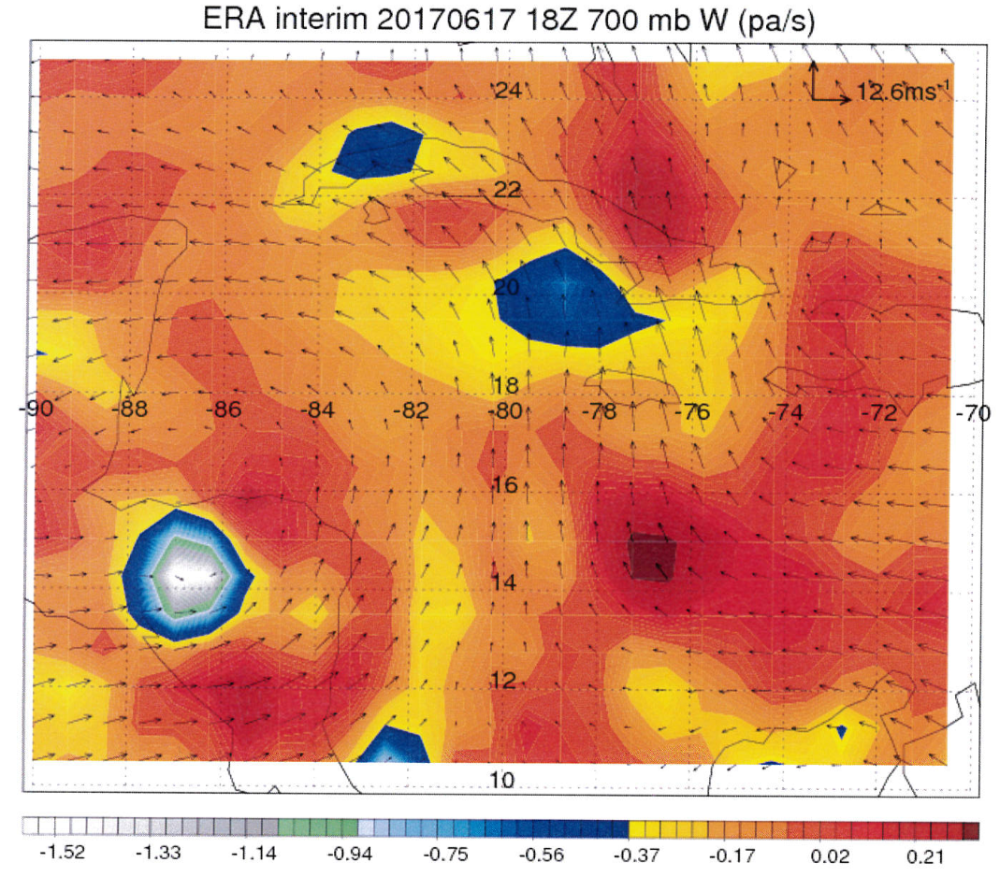 ERA interim 20170617 18Z 700 mb W (pa/s)
24
12.6ms⁻¹
22
20
18
-90 -88 -86 -84 -82 -80 -78 -76 -74 -72 -70
16
14
12
10
-1.52 -1.33 -1.14 -0.94 -0.75 -0.56 -0.37 -0.17 0.02 0.21